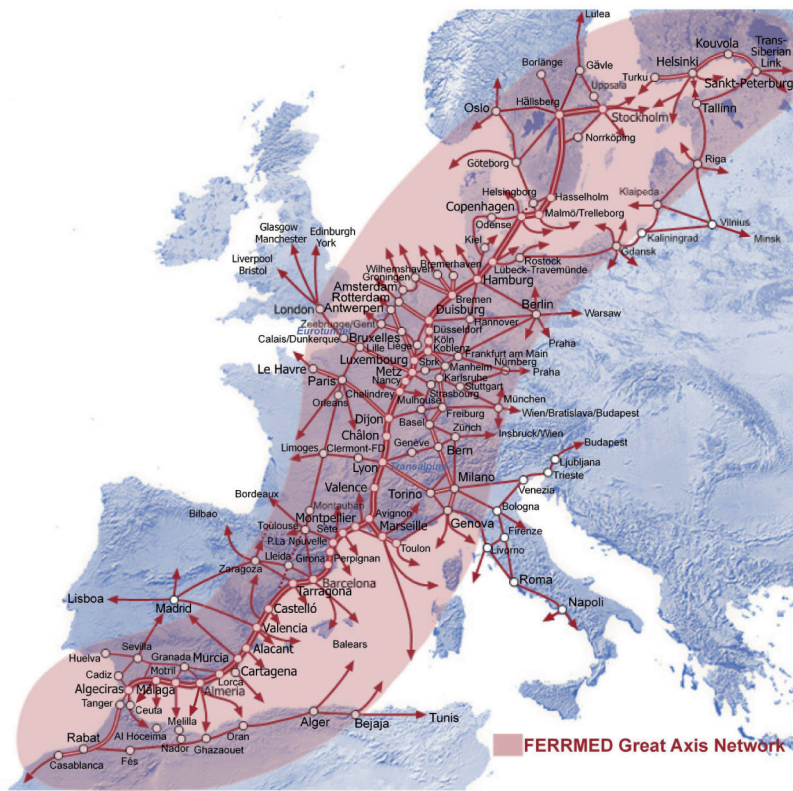 Lulea
Trans-
Siberian
Link
Kouvola
Borlänge
Gävle
Helsinki
Turku
Uppsala
Sankt-Peterburg
Oslo
Hällsberg
Stockholm
Tallinn
Norrköping
Göteborg
Riga
Helsingborg
Hasselholm
Klaipeda
Copenhagen
Malmö/Trelleborg
Odense
Vilnius
Kaliningrad
Minsk
Kiel
Gdansk
Glasgow
Manchester
Edinburgh
York
Rostock
Lübeck-Travemünde
Wilhemshaven
Bremerhaven
Groningen
Hamburg
Liverpool
Bristol
Amsterdam
Rotterdam
Antwerpen
Bremen
Berlin
Duisburg
London
Hannover
Warsaw
Zeebrugge/Gent
Eurotunnel
Düsseldorf
Calais/Dunkerque
Bruxelles
Köln
Praha
Lille
Liège
Koblenz
Frankfurt am Main
Luxembourg
Sbrk
Manheim
Nürnberg
Le Havre
Metz
Karlsruhe
Praha
Paris
Nancy
Stuttgart
Strasbourg
Orleans
Chalindrey
Mulhouse
München
Freiburg
Wien/Bratislava/Budapest
Dijon
Basel
Zürich
Châlon
Insbruck/Wien
Limoges
Clermont-FD
Genève
Bern
Budapest
Lyon
Transalpin
Ljubljana
Trieste
Milano
Valence
Torino
Venezia
Bordeaux
Montauban
Avignon
Bologna
Bilbao
Toulouse
Montpellier
Marseille
Genova
Firenze
Sète
P.La Nouvelle
Toulon
Livorno
Lleida
Girona
Perpignan
Zaragoza
Barcelona
Roma
Tarragona
Lisboa
Madrid
Castelló
Napoli
Valencia
Balears
Alacant
Sevilla
Huelva
Granada
Murcia
Motril
Cartagena
Cadiz
Lorca
Algeciras
Málaga
Almeria
Tanger
Ceuta
Melilla
Alger
Bejaja
Tunis
Al Hoceima
Oran
Rabat
Nador
Ghazaouet
Fés
Casablanca
FERRMED Great Axis Network